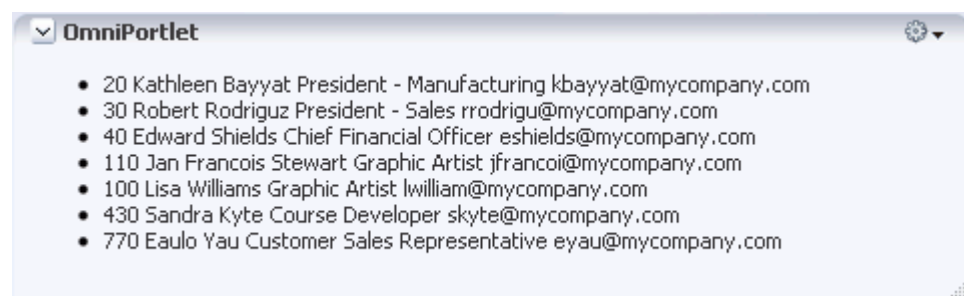 OmniPortlet
20 Kathleen Bayyat President - Manufacturing kbayyat@mycompany.com
30 Robert Rodriguz President - Sales rrodrigu@mycompany.com
40 Edward Shields Chief Financial Officer eshields@mycompany.com
110 Jan Francois Stewart Graphic Artist jfrancoi@mycompany.com
100 Lisa Williams Graphic Artist lwilliam@mycompany.com
430 Sandra Kyte Course Developer skyte@mycompany.com
770 Eaulo Yau Customer Sales Representative eyau@mycompany.com